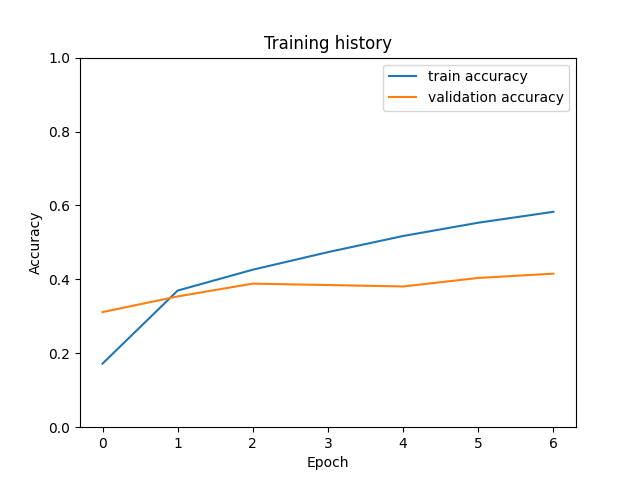 Training history
train accuracy
validation accuracy
1.0
0.8
0.6
0.4
0.2
0.0
Accuracy
0 1 2 3 4 5 6
Epoch